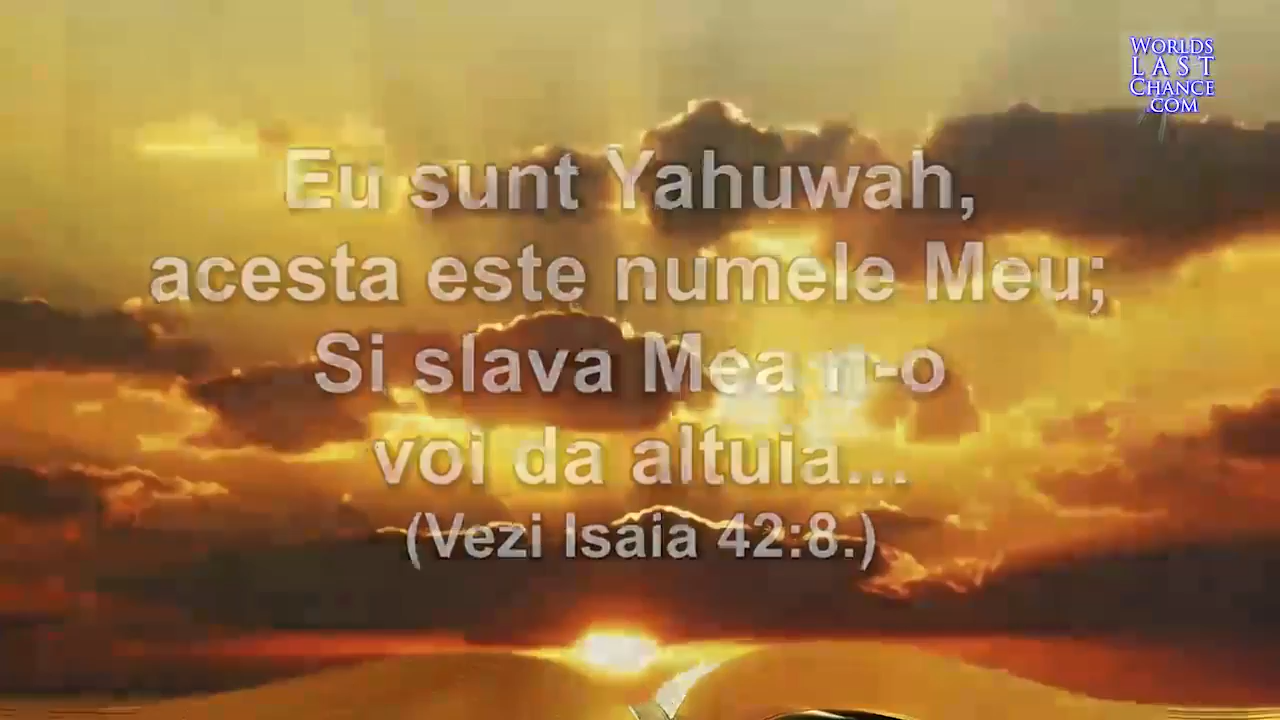 WORLDS
LAST
CHANCE
.COM
Eu sunt Yahuwah,
acesta este numele Meu;
Si slava Mea n-o
voi da altuia...
(Vezi Isaia 42:8.)